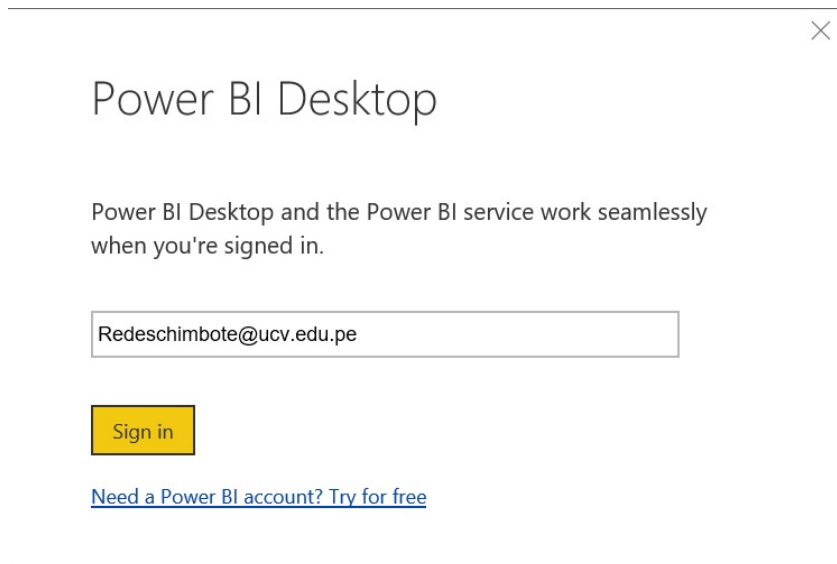 Power BI Desktop
Power BI Desktop and the Power BI service work seamlessly
when you're signed in.
Redeschimbote@ucv.edu.pe
Sign in
Need a Power BI account? Try for free